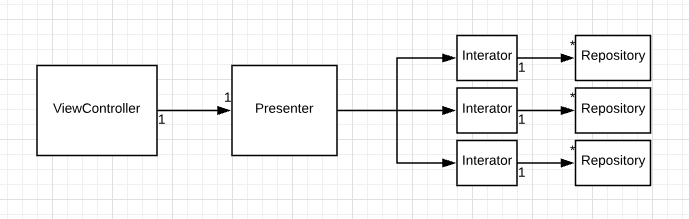 ViewController
1
1
Presenter
Interator
1
*
Repository
Interator
1
*
Repository
Interator
1
*
Repository